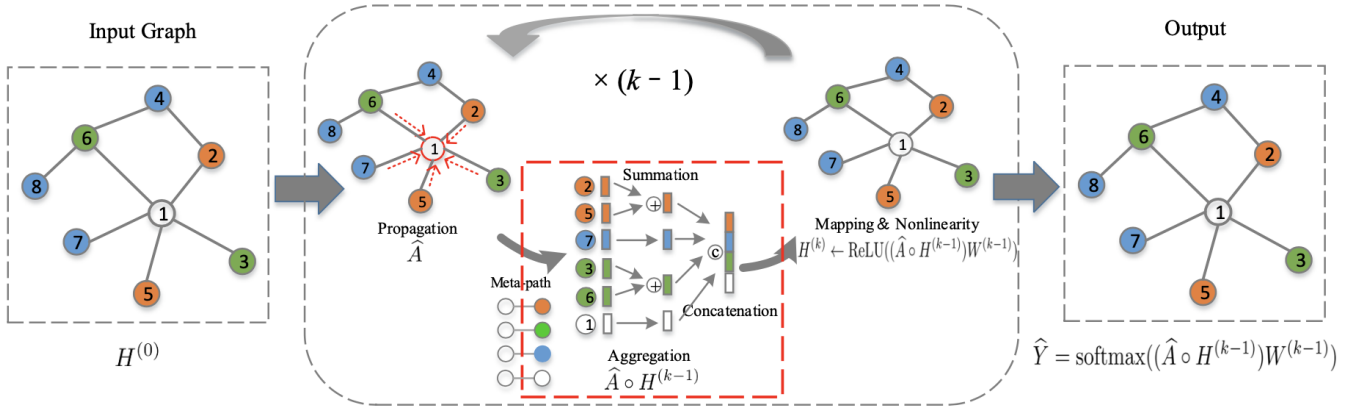 Input Graph
4
6
2
8
1
7
3
5
H^(0)
× (k − 1)
4
6
2
8
1
7
3
5
Propagation
Â
Meta-path
Summation
2
5
+
7
3
6
+
1
©
Concatenation
Aggregation
Â ∘ H^(k−1)
4
6
2
8
1
7
3
5
Mapping & Nonlinearity
H^(k) ← ReLU((Â ∘ H^(k−1))W^(k−1))
Output
4
6
2
8
1
7
3
5
Ŷ = softmax((Â ∘ H^(k−1))W^(k−1))